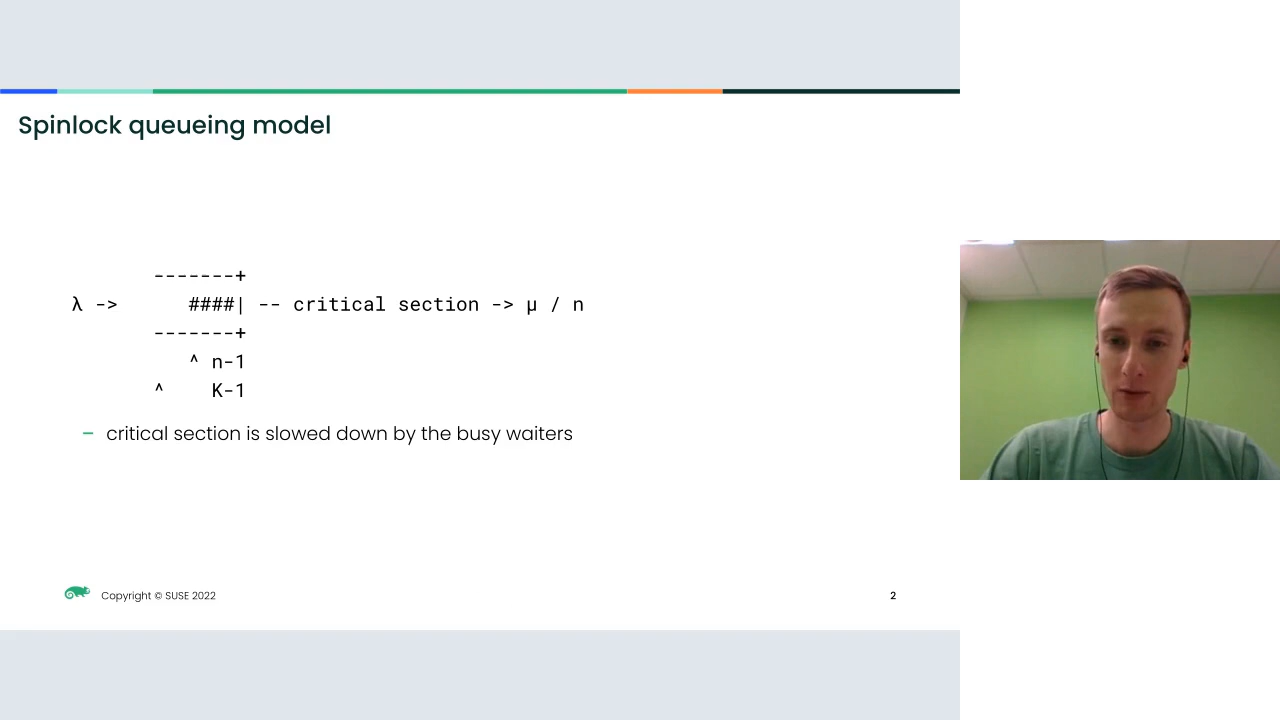 Spinlock queueing model
-------+
λ -> ####| -- critical section -> μ / n
-------+
^ n-1
^ K-1
– critical section is slowed down by the busy waiters
Copyright © SUSE 2022
2